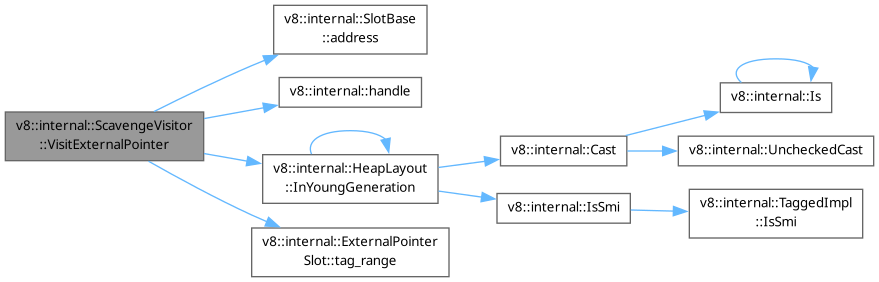 v8::internal::ScavengeVisitor
::VisitExternalPointer
v8::internal::SlotBase
::address
v8::internal::handle
v8::internal::HeapLayout
::InYoungGeneration
v8::internal::ExternalPointer
Slot::tag_range
v8::internal::Cast
v8::internal::IsSmi
v8::internal::Is
v8::internal::UncheckedCast
v8::internal::TaggedImpl
::IsSmi